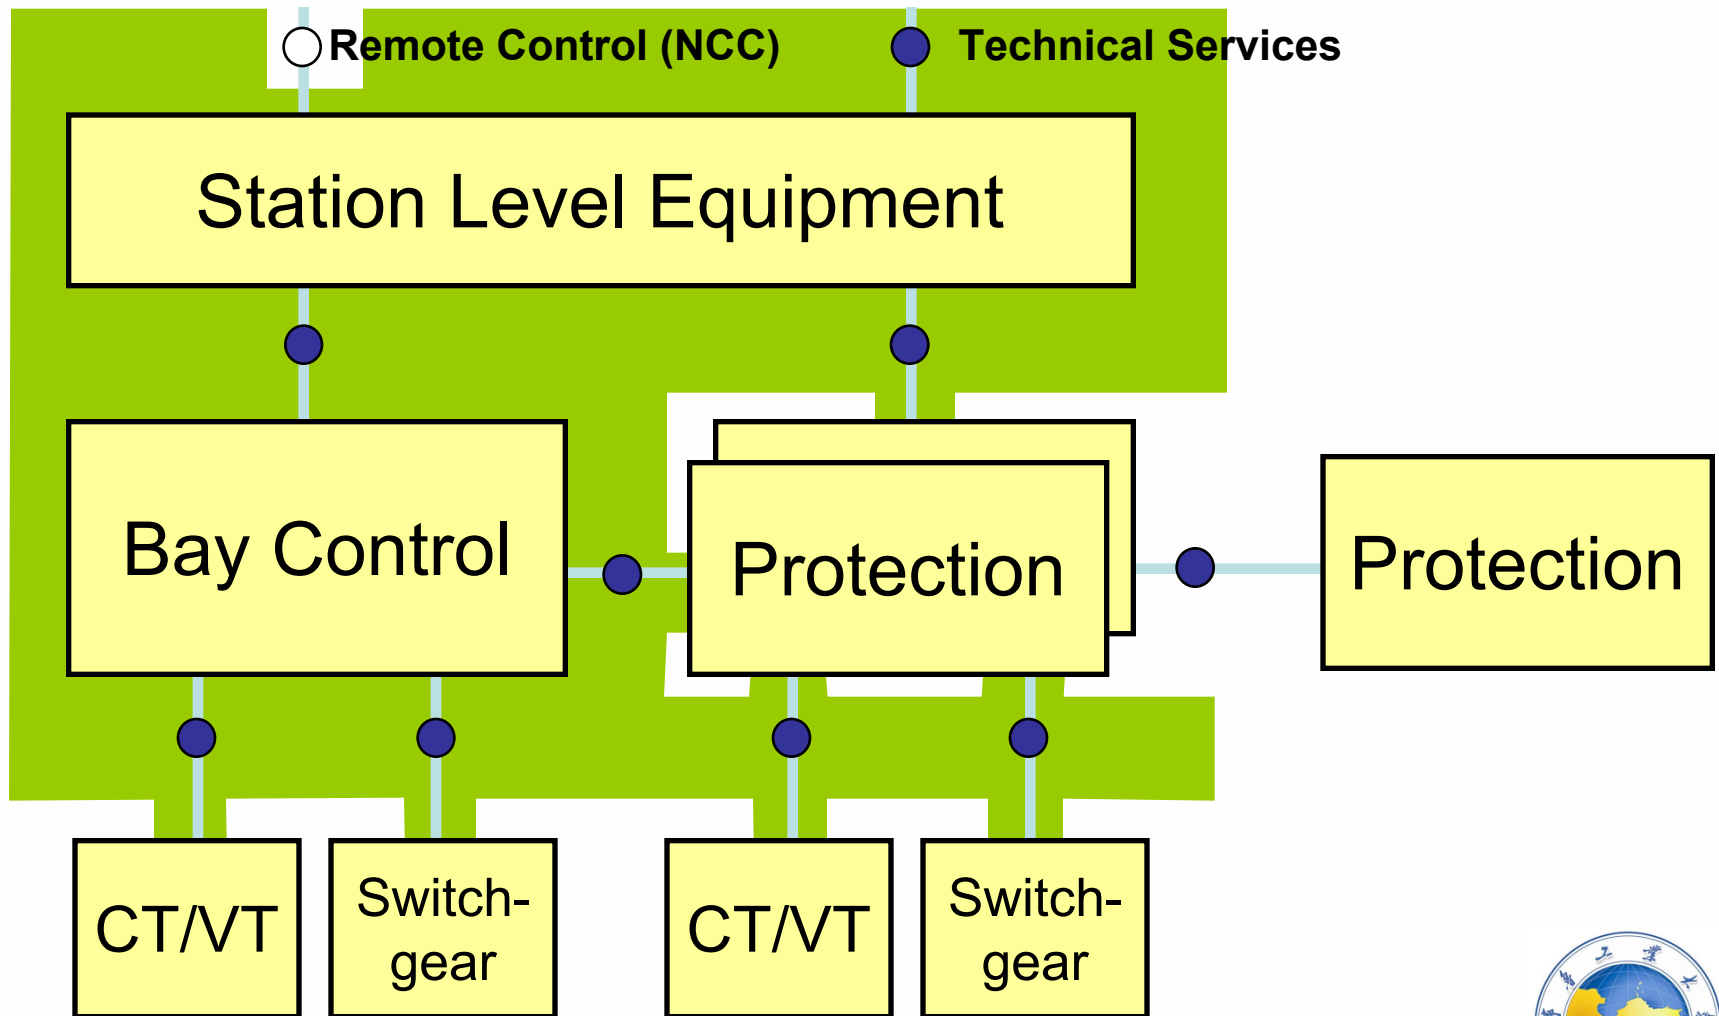 Remote Control (NCC)
Technical Services
Station Level Equipment
Bay Control
Protection
Protection
CT/VT
Switch-
gear
CT/VT
Switch-
gear